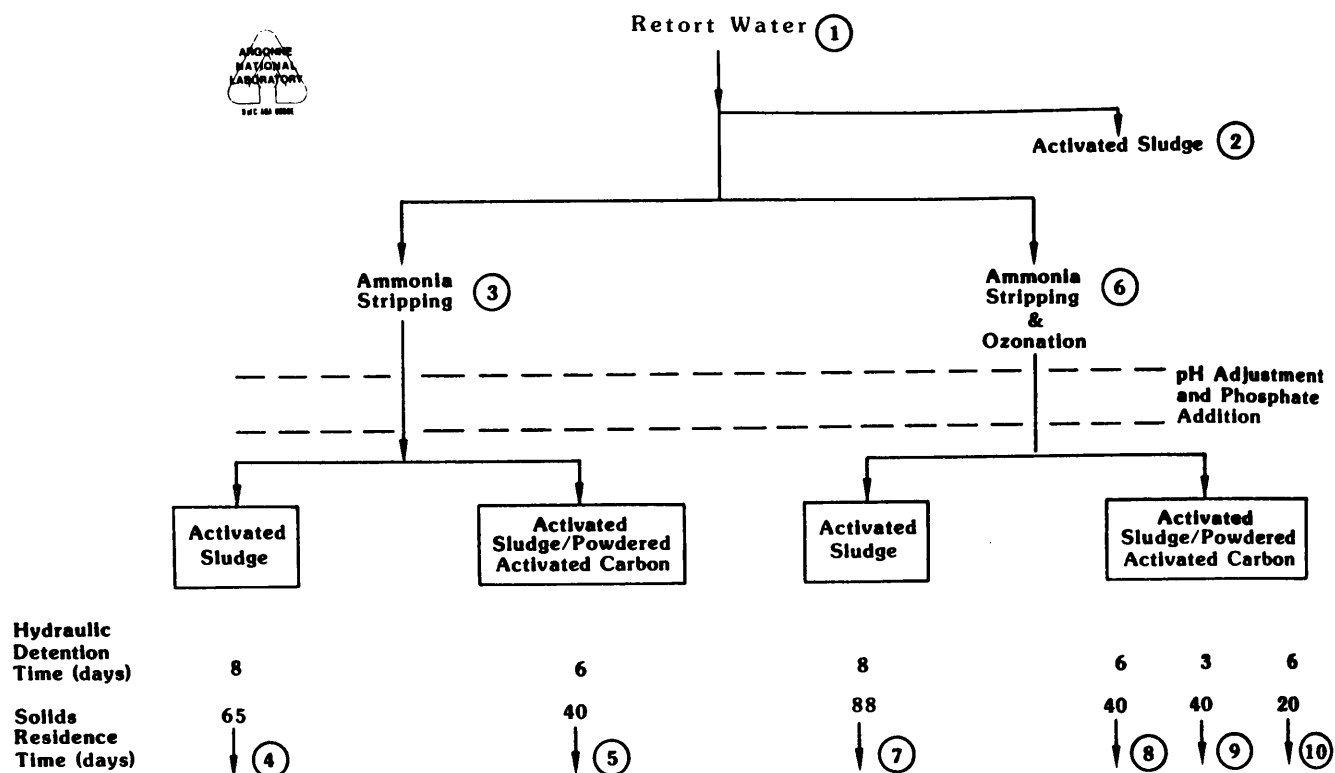 Retort Water 1
ARGONNE
NATIONAL
LABORATORY
Activated Sludge 2
Ammonia
Stripping 3
Ammonia
Stripping 6
&
Ozonation
pH Adjustment
and Phosphate
Addition
Activated
Sludge
Activated
Sludge/Powdered
Activated Carbon
Activated
Sludge
Activated
Sludge/Powdered
Activated Carbon
Hydraulic
Detention
Time (days) 8 6 8 6 3 6
Solids 65 40 88 40 40 20
Residence
Time (days) 4 5 7 8 9 10